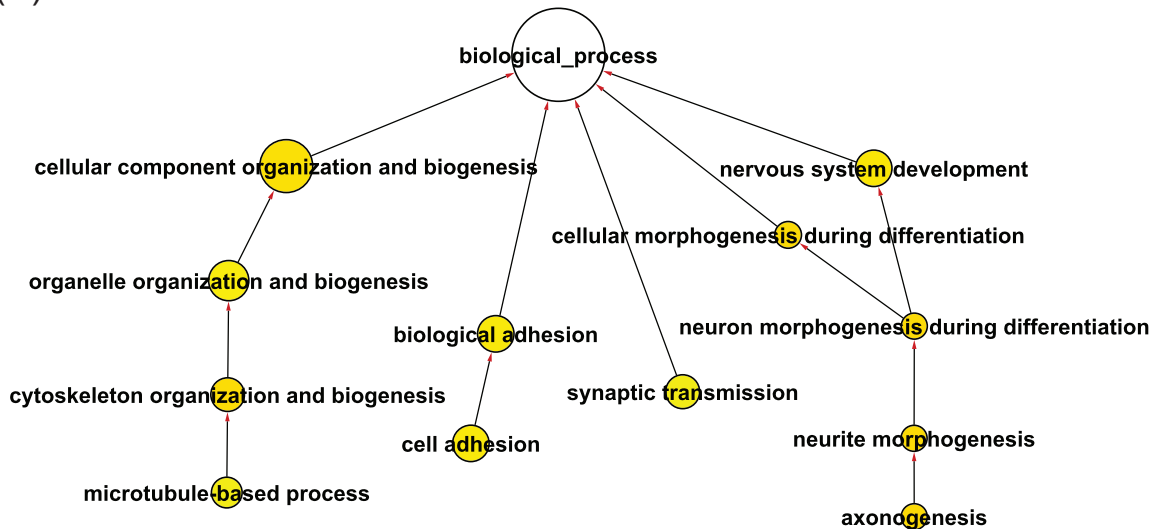 biological_process
cellular component organization and biogenesis
nervous system development
cellular morphogenesis during differentiation
organelle organization and biogenesis
neuron morphogenesis during differentiation
biological adhesion
synaptic transmission
cytoskeleton organization and biogenesis
neurite morphogenesis
cell adhesion
microtubule-based process
axonogenesis